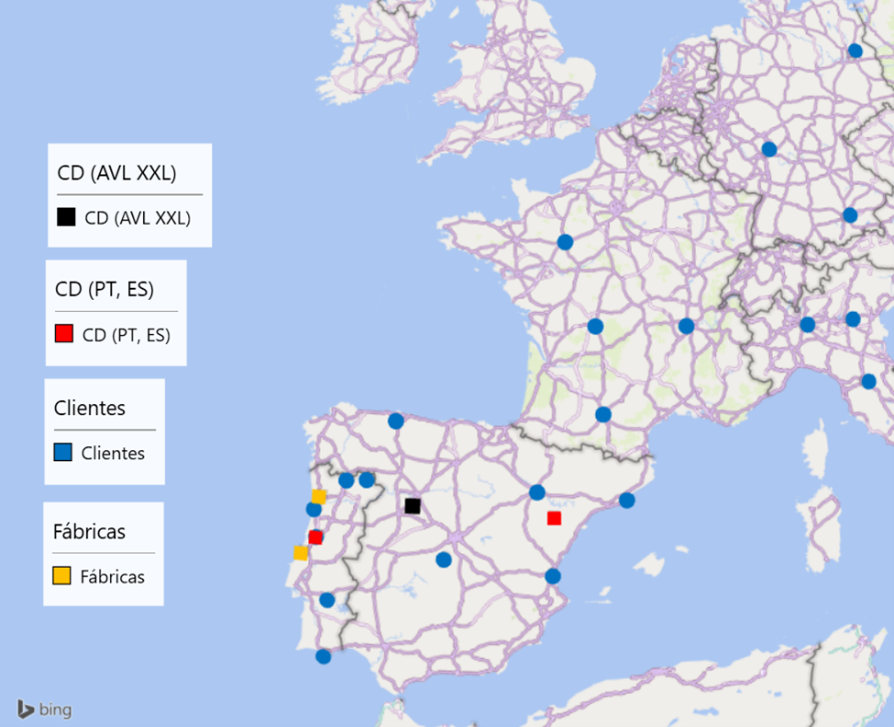 CD (AVL XXL)
CD (AVL XXL)
CD (PT, ES)
CD (PT, ES)
Clientes
Clientes
Fábricas
Fábricas
bing